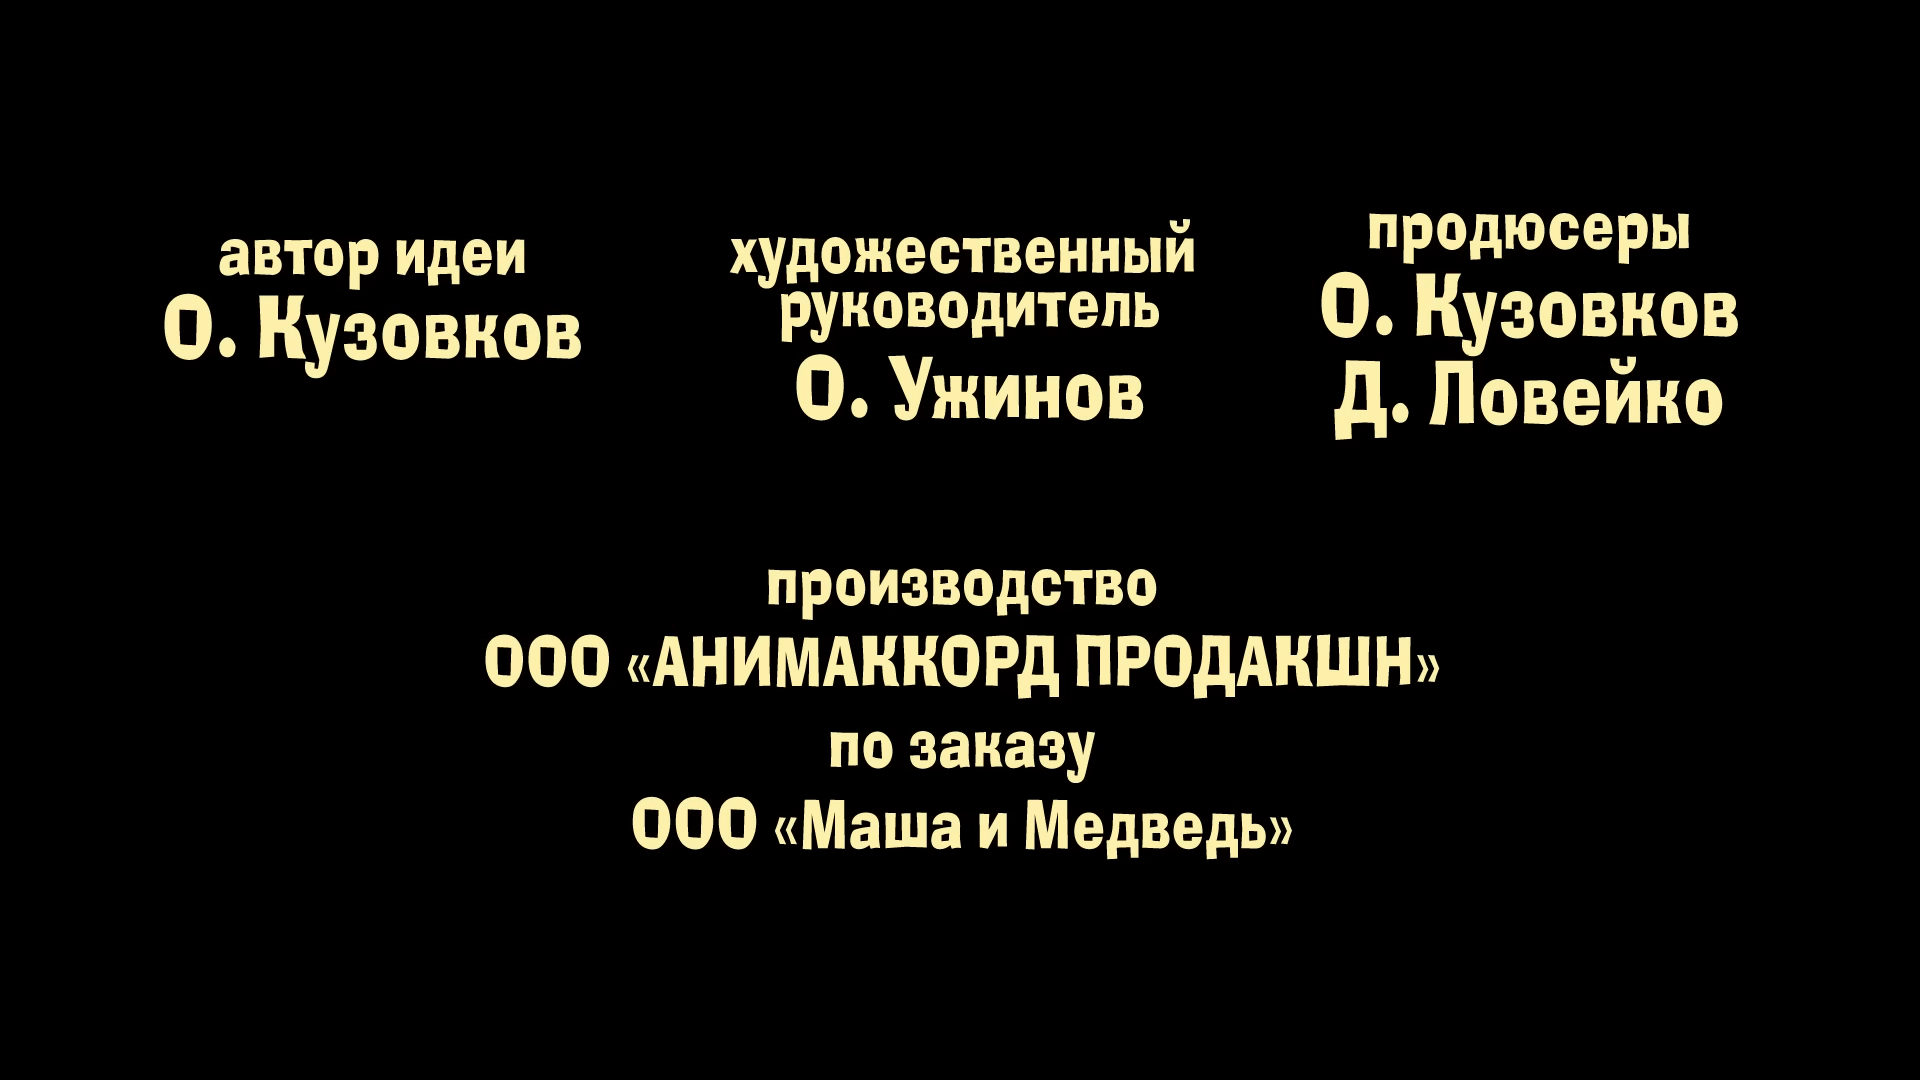 автор идеи
О. Кузовков
художественный
руководитель
О. Ужинов
продюсеры
О. Кузовков
Д. Ловейко
производство
ООО «АНИМАККОРД ПРОДАКШН»
по заказу
ООО «Маша и Медведь»